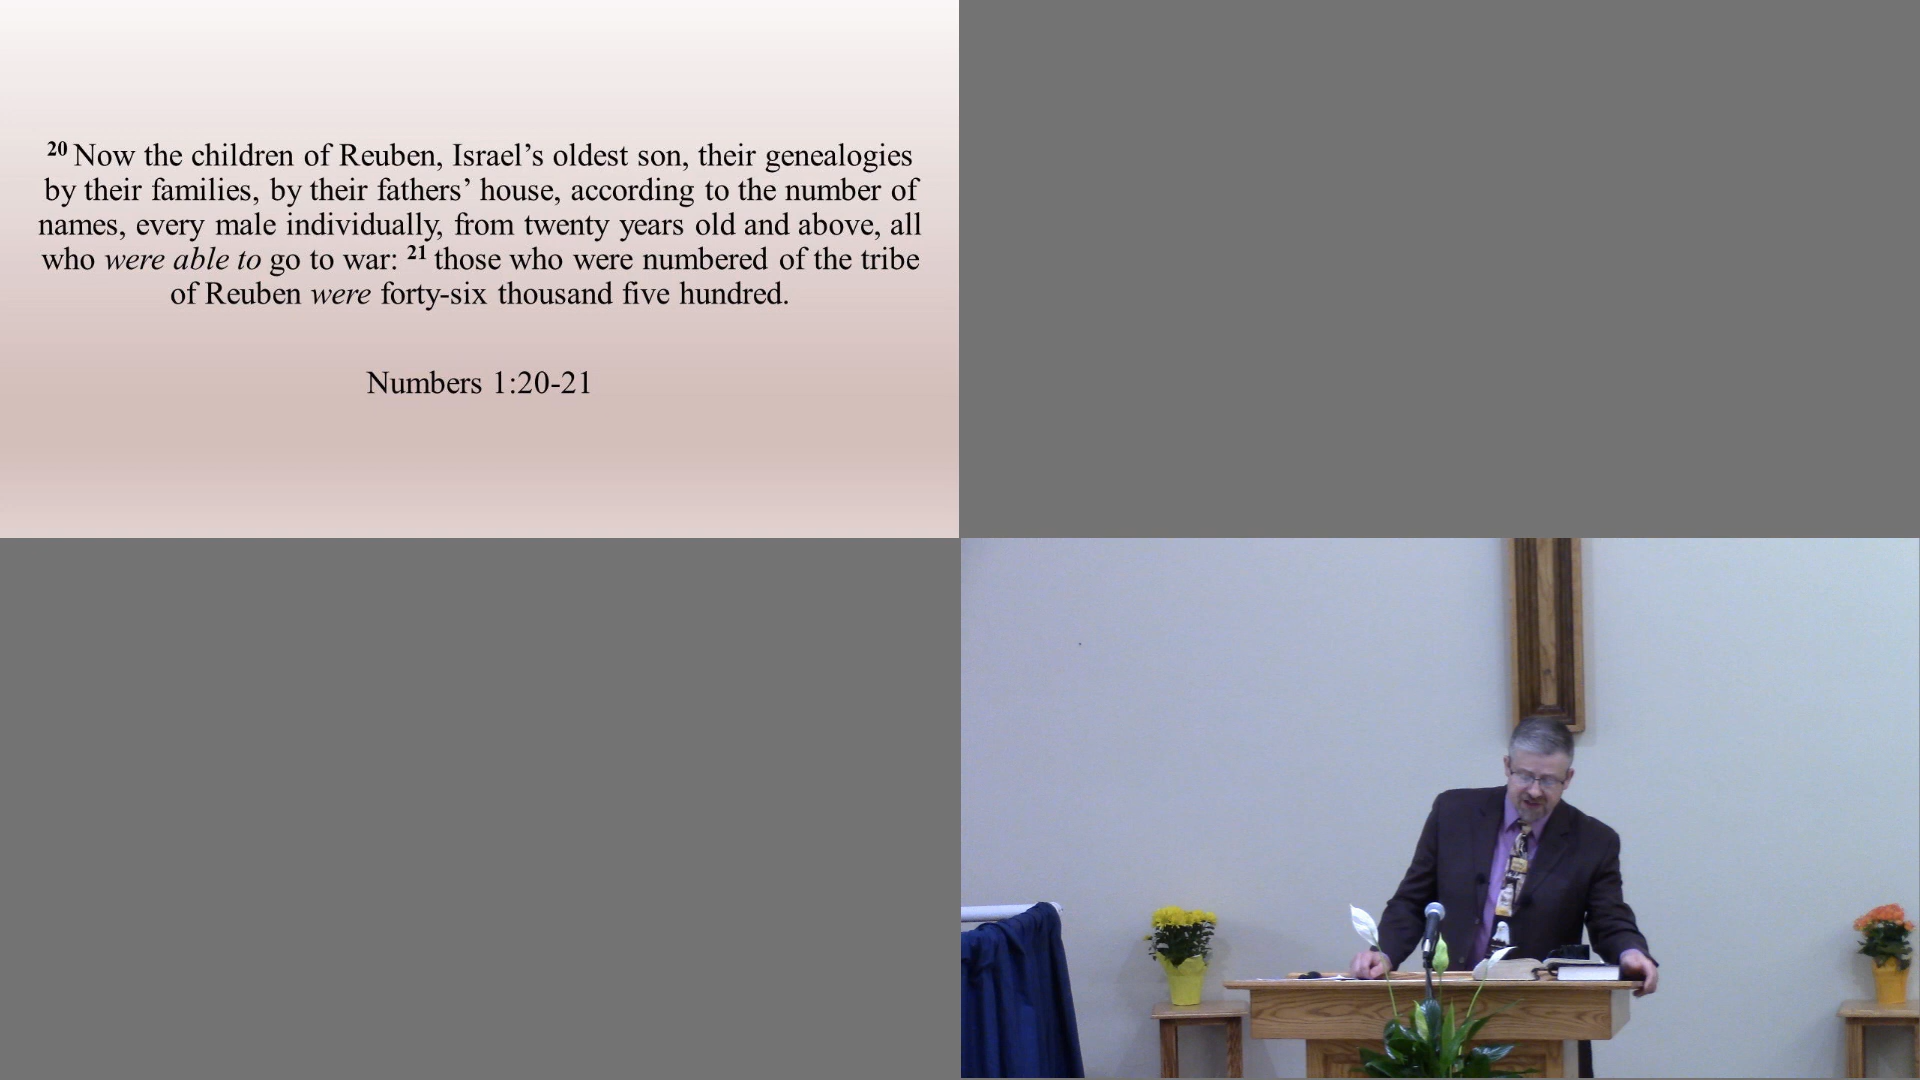 20 Now the children of Reuben, Israel’s oldest son, their genealogies
by their families, by their fathers’ house, according to the number of
names, every male individually, from twenty years old and above, all
who were able to go to war: 21 those who were numbered of the tribe
of Reuben were forty-six thousand five hundred.
Numbers 1:20-21